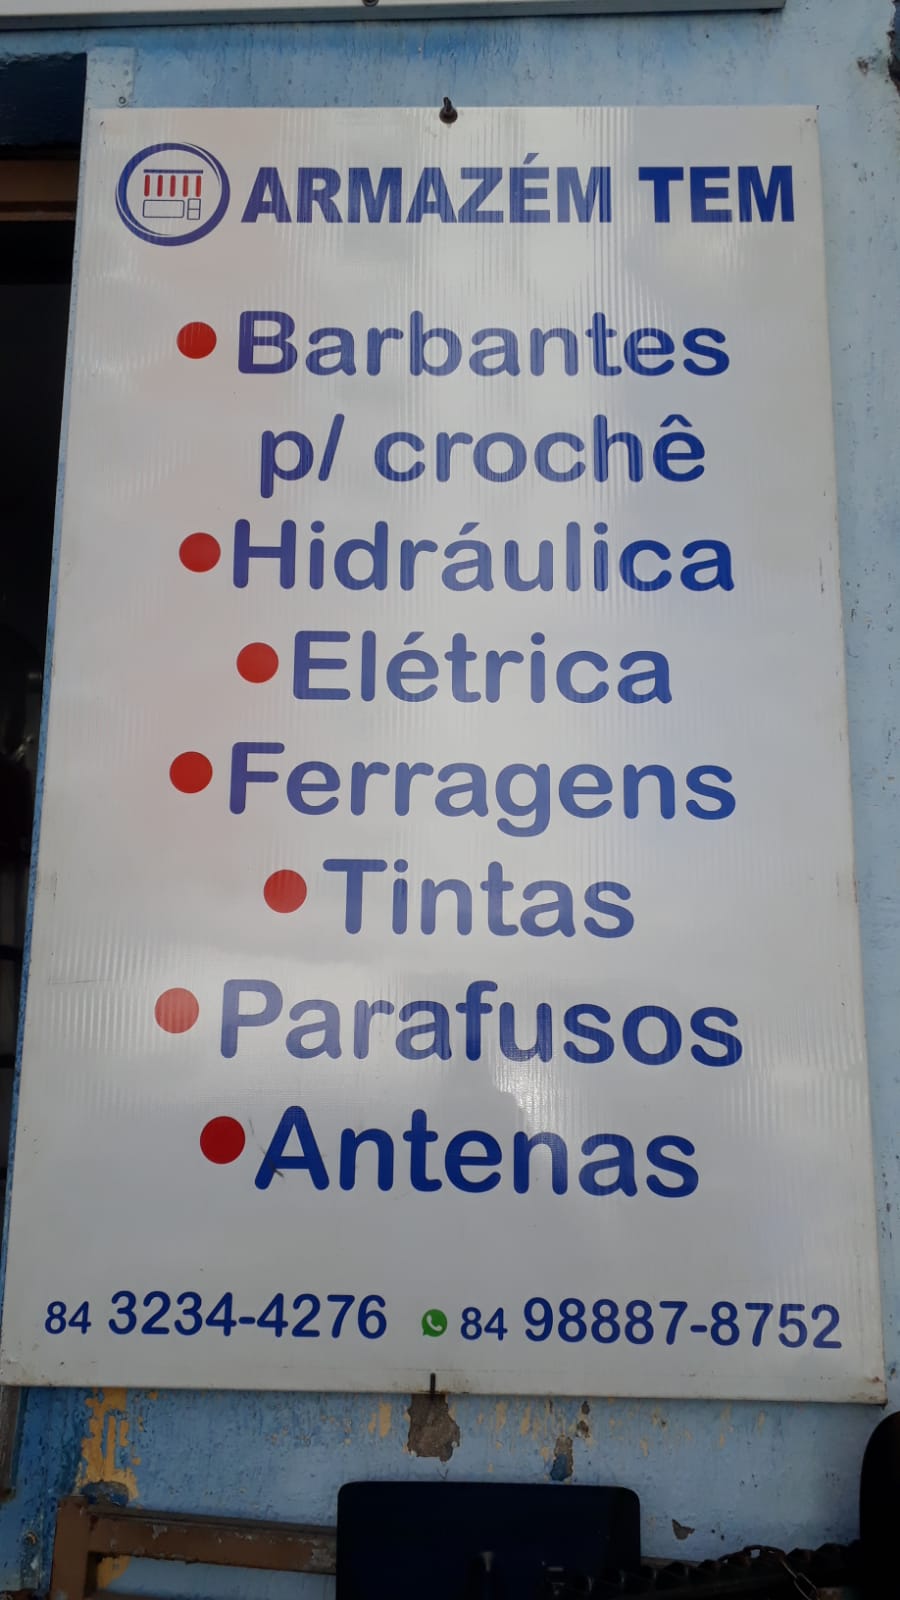 ARMAZÉM TEM
• Barbantes
p/ crochê
• Hidráulica
• Elétrica
• Ferragens
• Tintas
• Parafusos
• Antenas
84 3234-4276 84 98887-8752